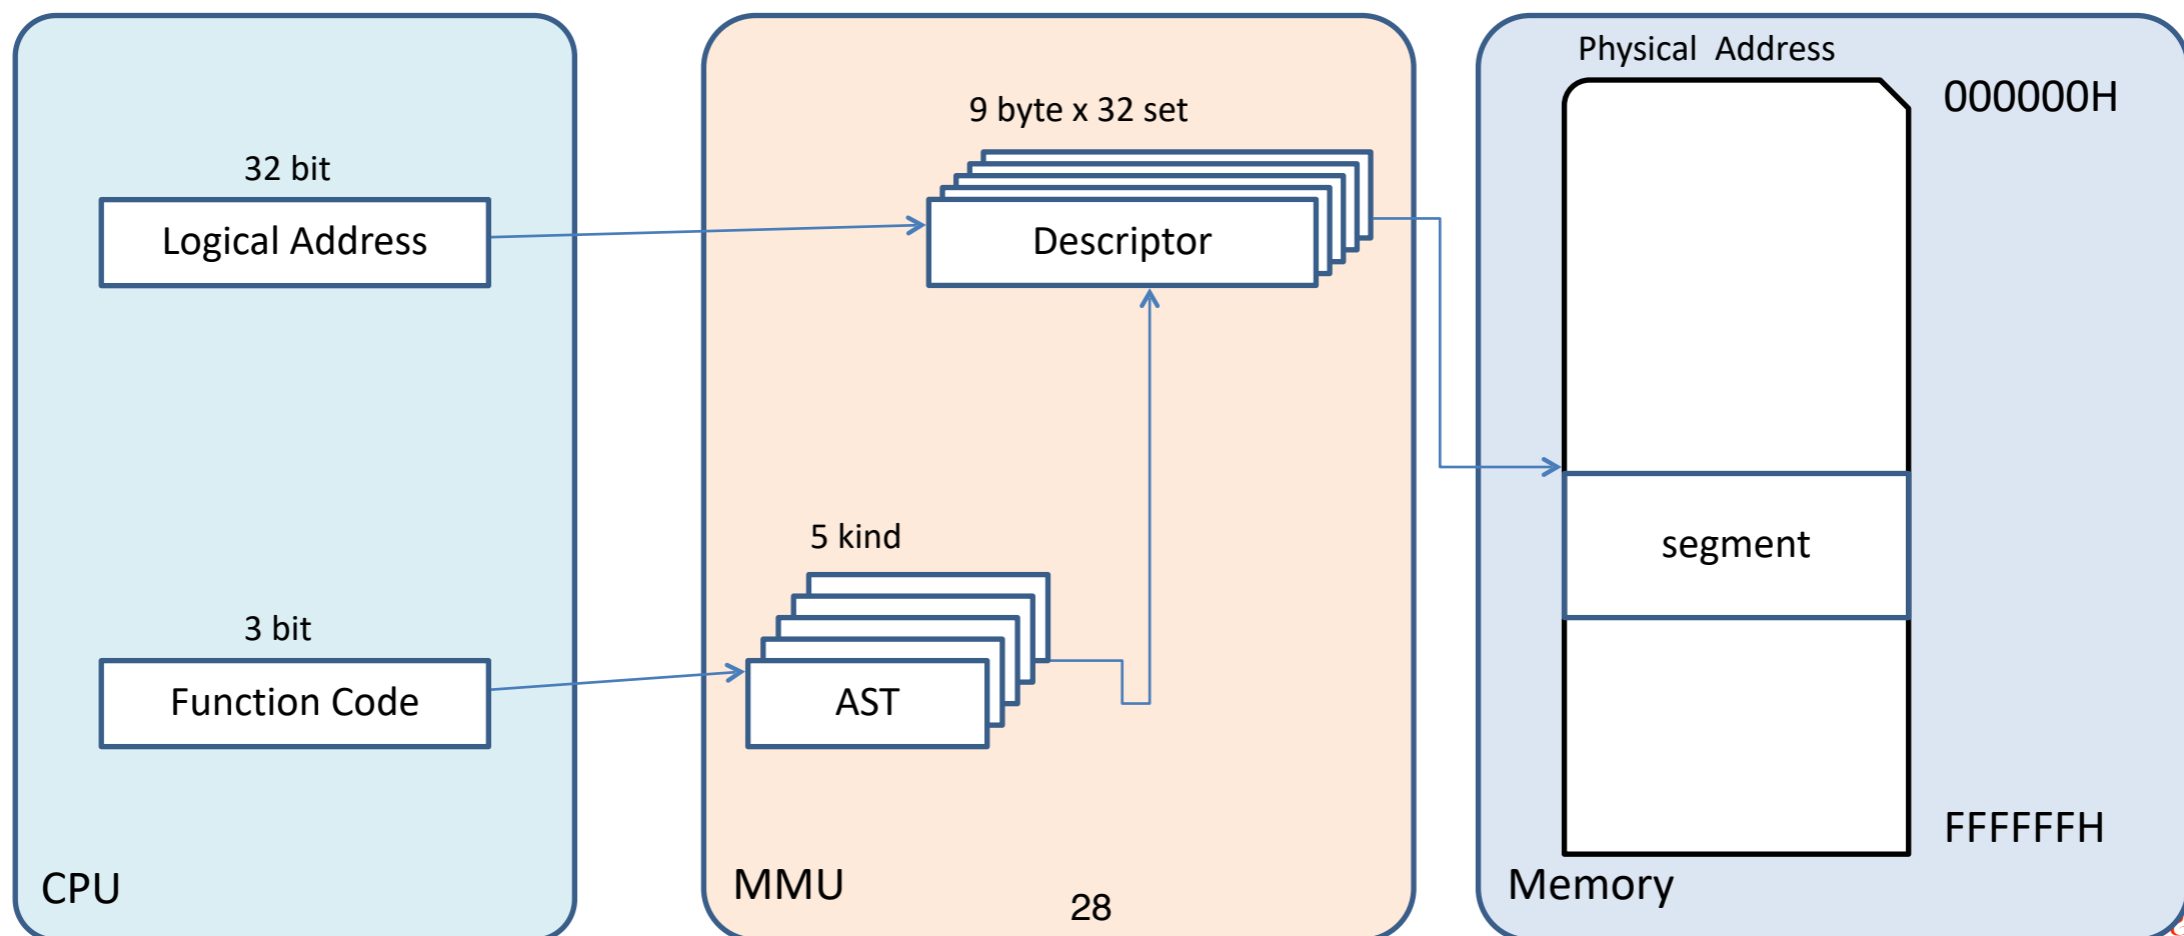 Physical Address
000000H
9 byte x 32 set
32 bit
Logical Address
Descriptor
5 kind
segment
3 bit
Function Code
AST
FFFFFFH
CPU
MMU
Memory
28